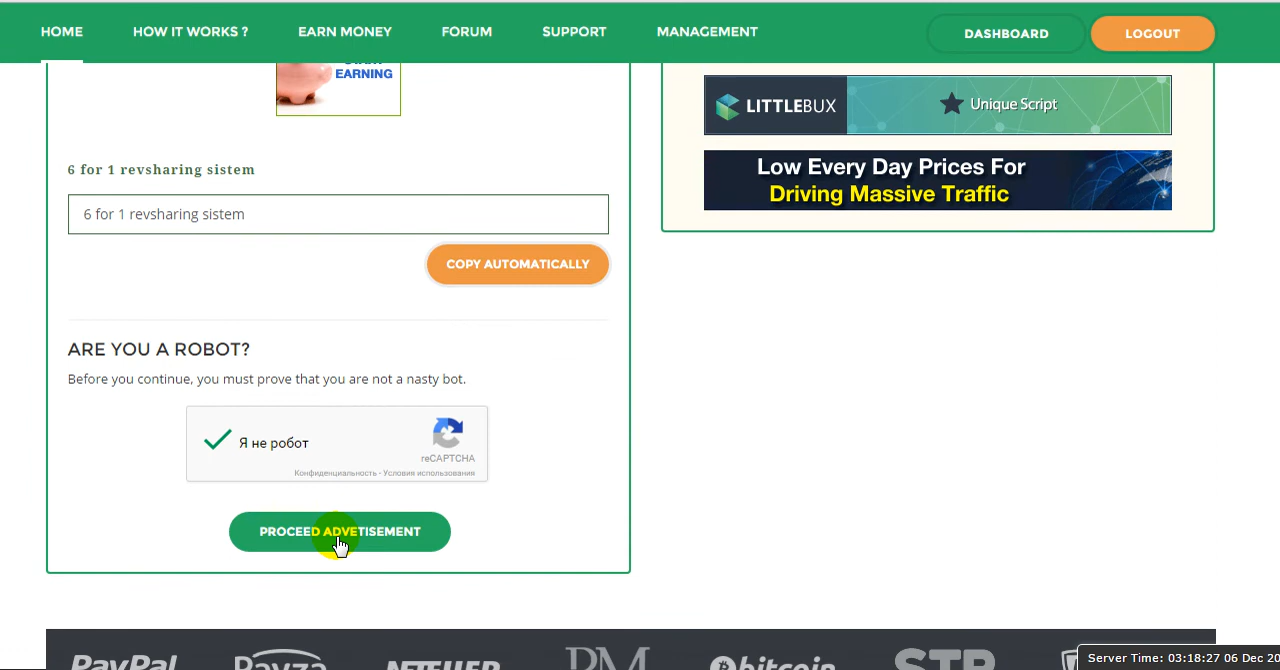 HOME HOW IT WORKS ? EARN MONEY FORUM SUPPORT MANAGEMENT DASHBOARD LOGOUT
EARNING
LITTLEBUX Unique Script
Low Every Day Prices For
Driving Massive Traffic
6 for 1 revsharing sistem
6 for 1 revsharing sistem
COPY AUTOMATICALLY
ARE YOU A ROBOT?
Before you continue, you must prove that you are not a nasty bot.
Я не робот
reCAPTCHA
Конфиденциальность - Условия использования
PROCEED ADVETISEMENT
PayPal Payza NETELLER PM bitcoin STP
Server Time: 03:18:27 06 Dec 20